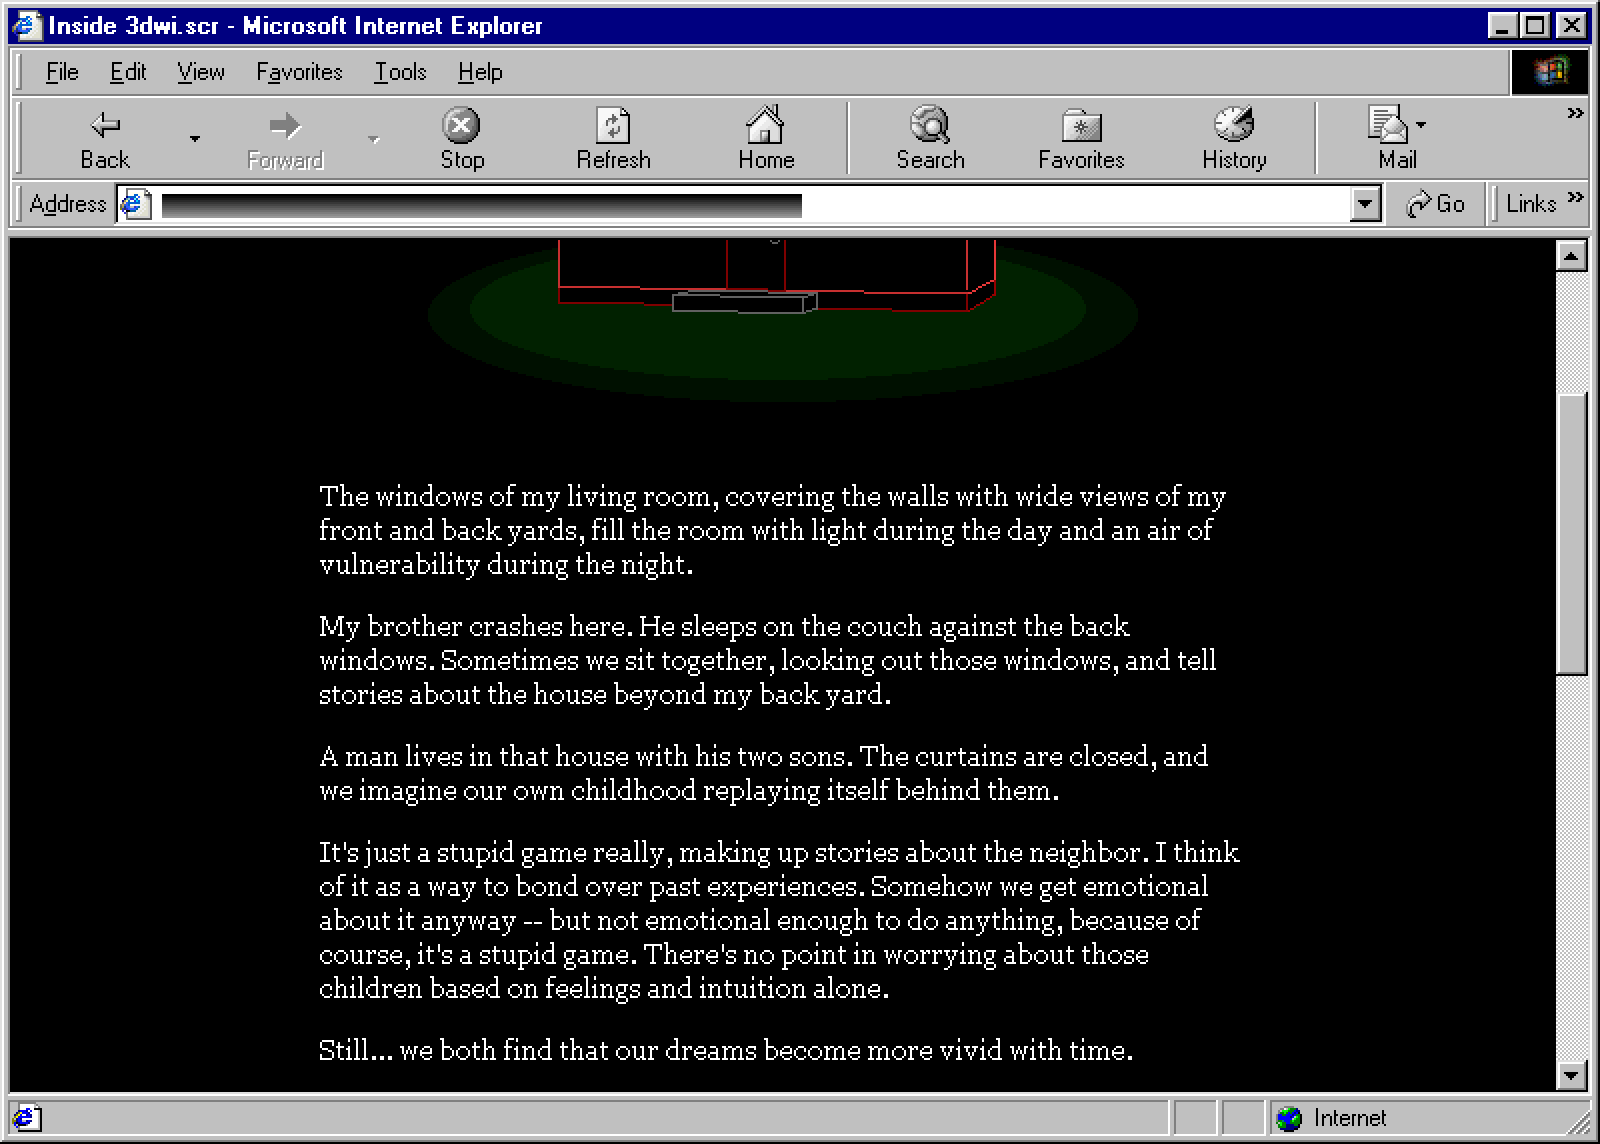 Inside 3dwi.scr - Microsoft Internet Explorer
File Edit View Favorites Tools Help
Back Forward Stop Refresh Home Search Favorites History Mail
Address Go Links
The windows of my living room, covering the walls with wide views of my
front and back yards, fill the room with light during the day and an air of
vulnerability during the night.
My brother crashes here. He sleeps on the couch against the back
windows. Sometimes we sit together, looking out those windows, and tell
stories about the house beyond my back yard.
A man lives in that house with his two sons. The curtains are closed, and
we imagine our own childhood replaying itself behind them.
It's just a stupid game really, making up stories about the neighbor. I think
of it as a way to bond over past experiences. Somehow we get emotional
about it anyway -- but not emotional enough to do anything, because of
course, it's a stupid game. There's no point in worrying about those
children based on feelings and intuition alone.
Still... we both find that our dreams become more vivid with time.
Internet